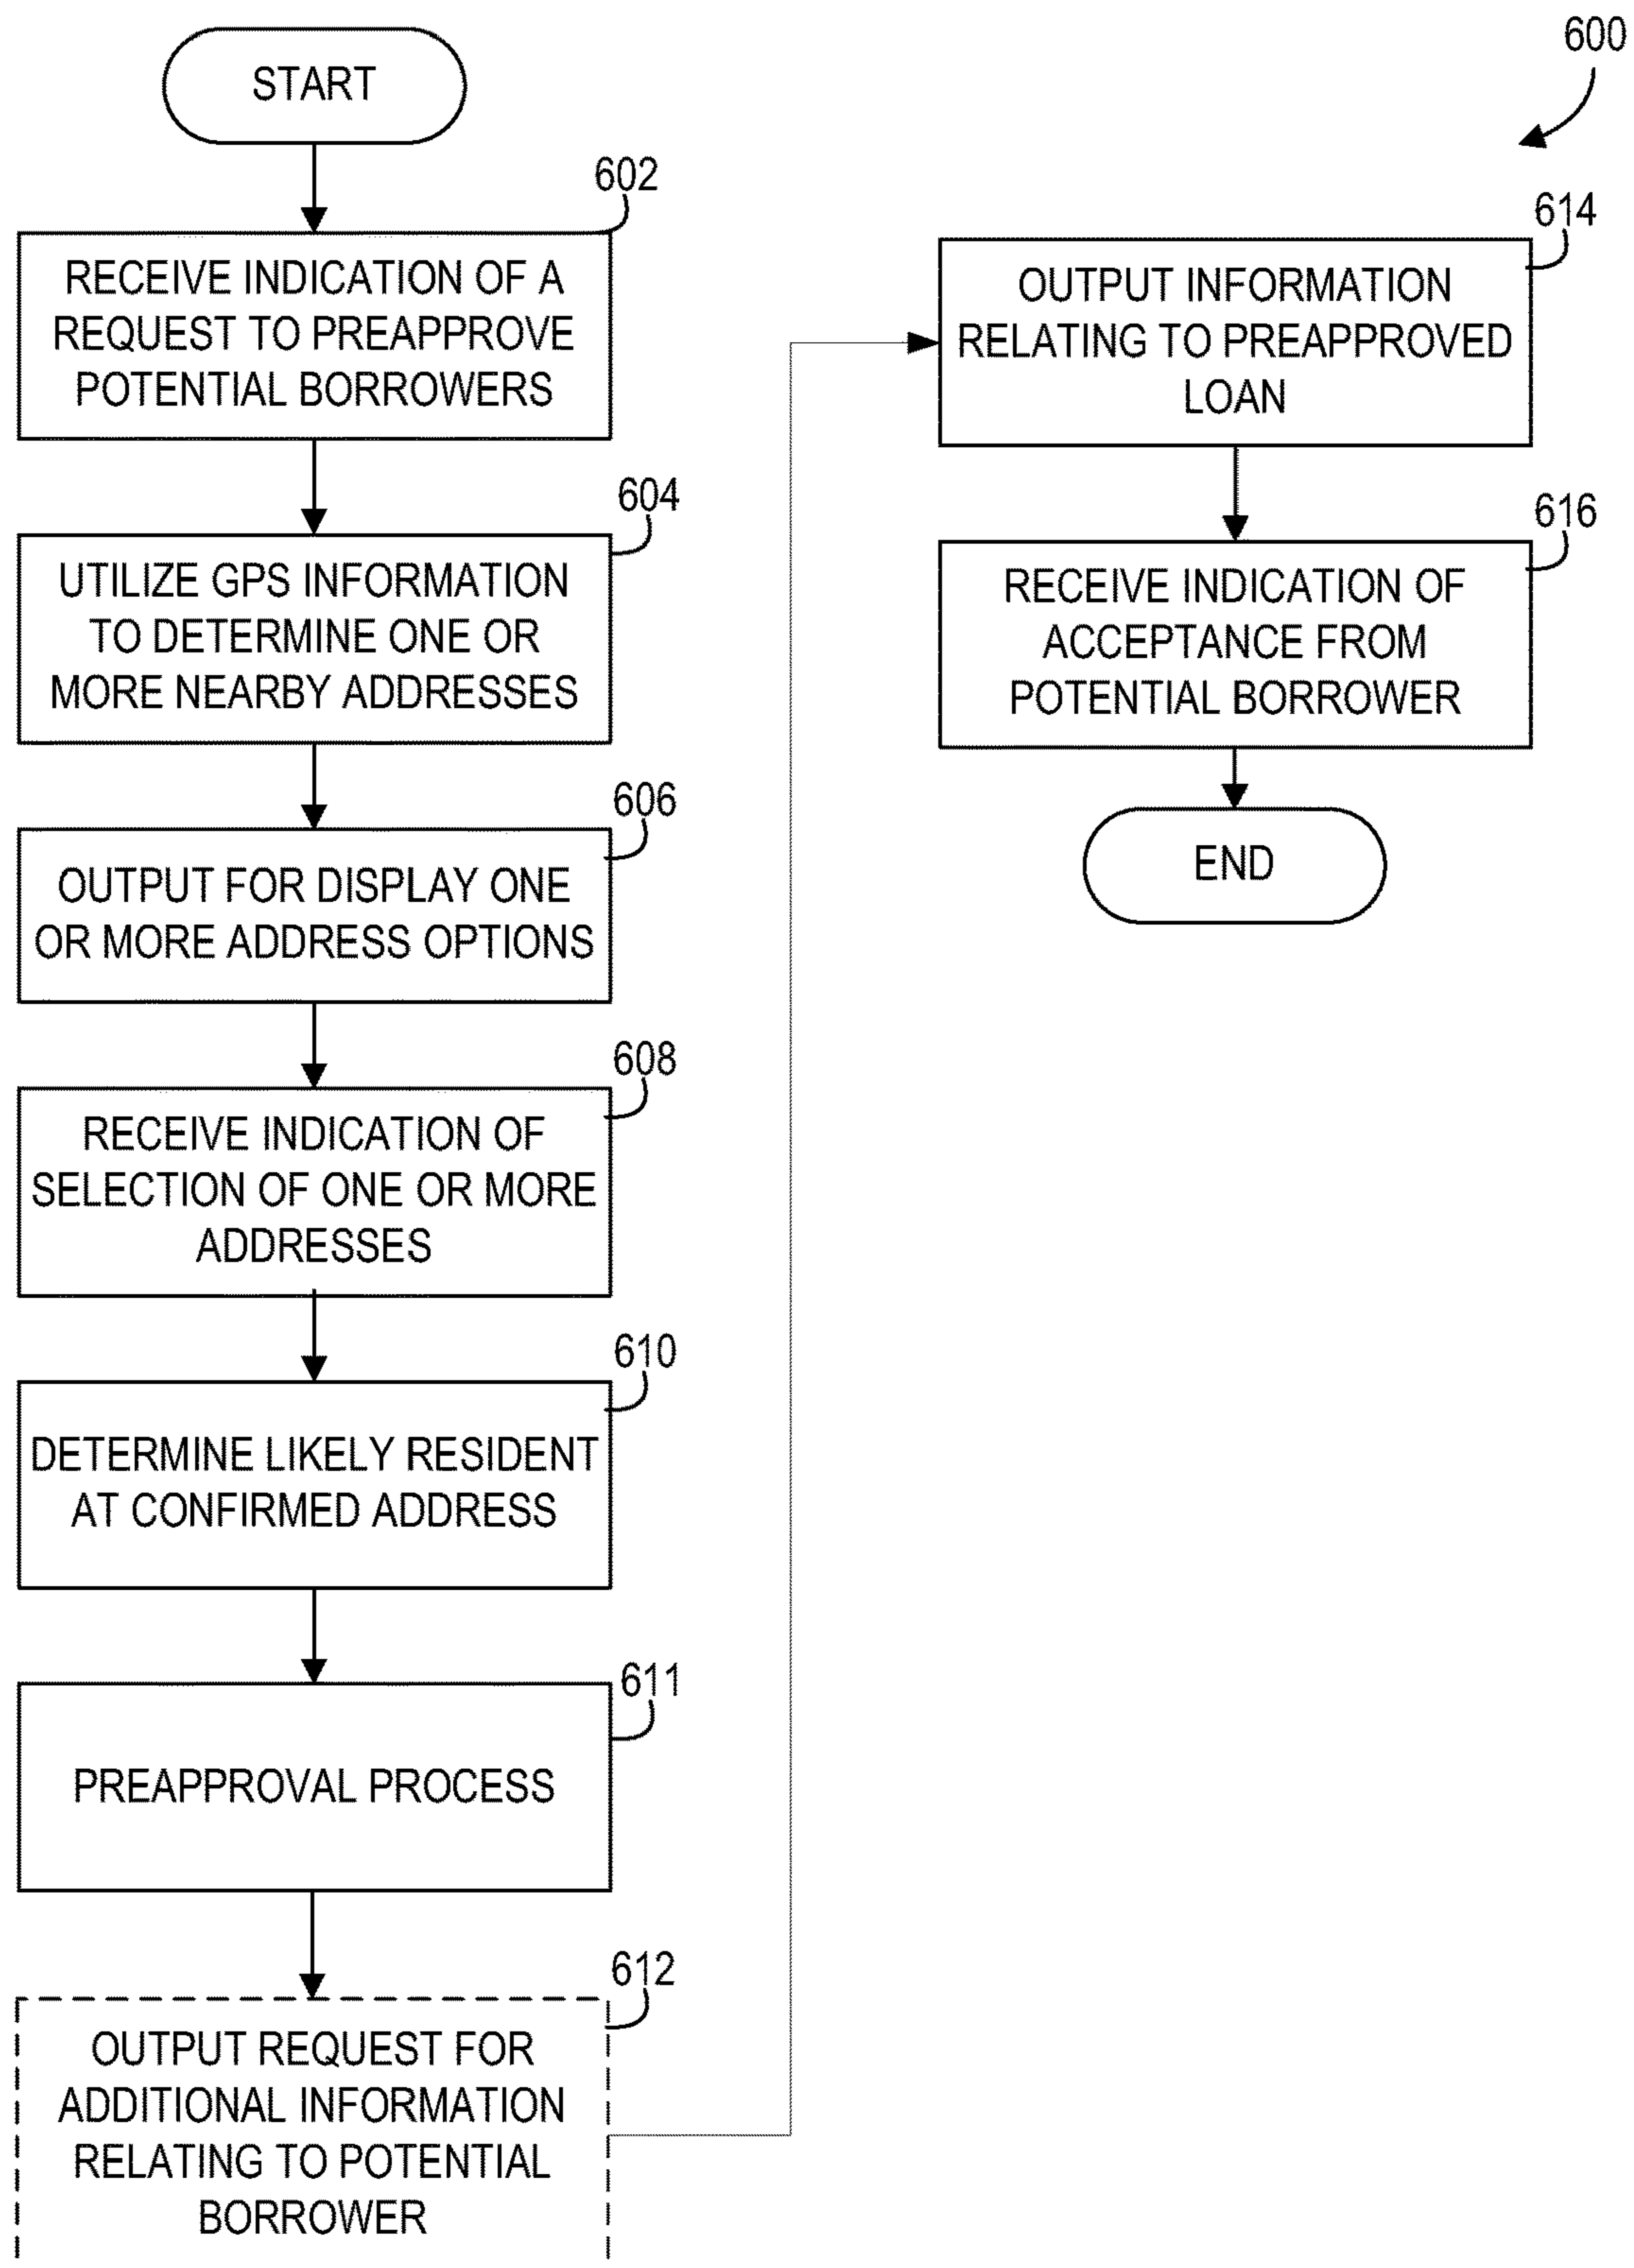 START
602
RECEIVE INDICATION OF A
REQUEST TO PREAPPROVE
POTENTIAL BORROWERS
604
UTILIZE GPS INFORMATION
TO DETERMINE ONE OR
MORE NEARBY ADDRESSES
606
OUTPUT FOR DISPLAY ONE
OR MORE ADDRESS OPTIONS
608
RECEIVE INDICATION OF
SELECTION OF ONE OR MORE
ADDRESSES
610
DETERMINE LIKELY RESIDENT
AT CONFIRMED ADDRESS
611
PREAPPROVAL PROCESS
612
OUTPUT REQUEST FOR
ADDITIONAL INFORMATION
RELATING TO POTENTIAL
BORROWER
600
614
OUTPUT INFORMATION
RELATING TO PREAPPROVED
LOAN
616
RECEIVE INDICATION OF
ACCEPTANCE FROM
POTENTIAL BORROWER
END